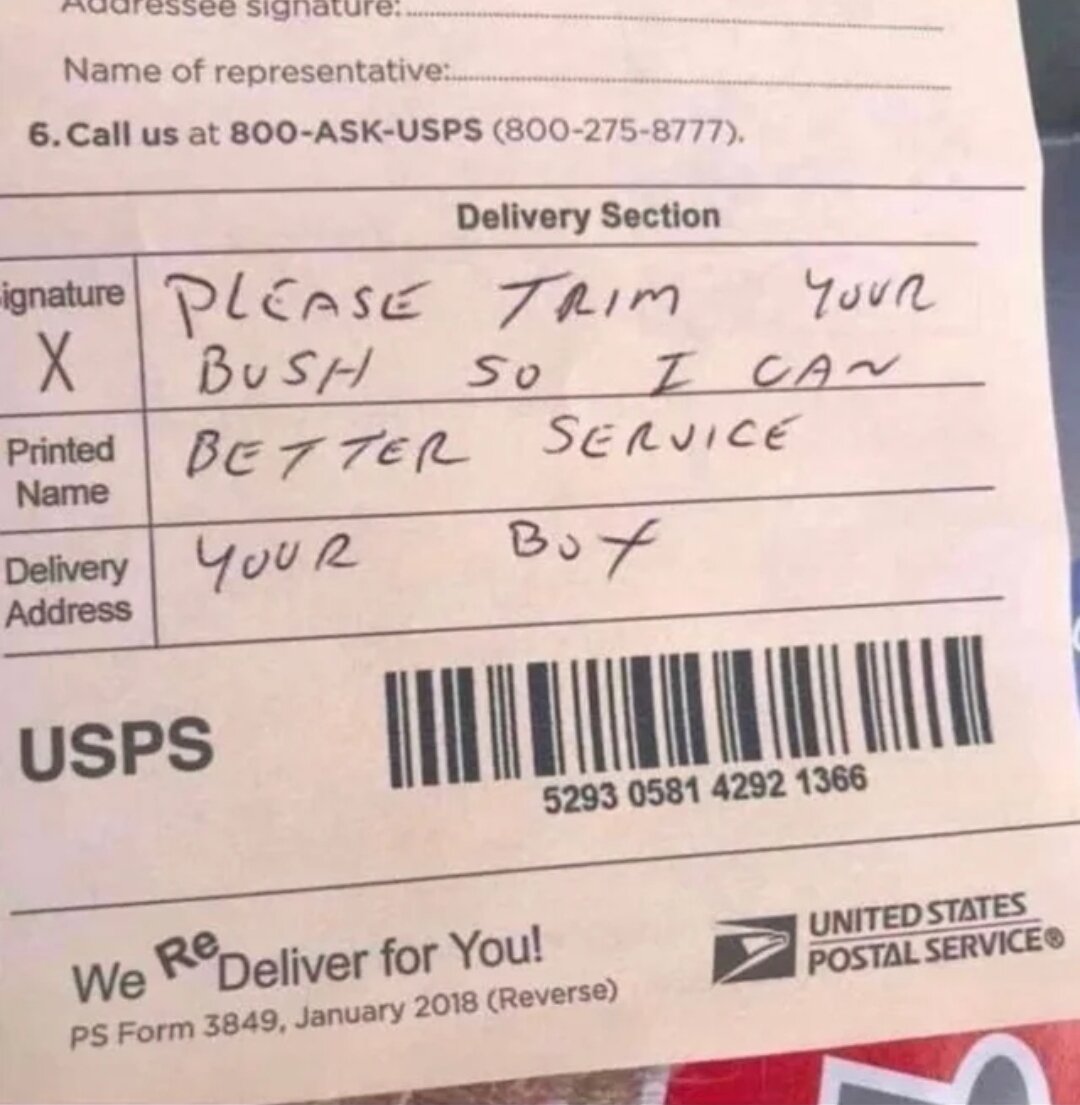 Addressee signature:
Name of representative:
6. Call us at 800-ASK-USPS (800-275-8777).
Delivery Section
ignature
X
PLEASE TRIM YOUR
BUSH SO I CAN
Printed
Name
BETTER SERVICE
Delivery
Address
YOUR BOX
USPS
5293 0581 4292 1366
We ReDeliver for You!
PS Form 3849, January 2018 (Reverse)
UNITED STATES
POSTAL SERVICE®